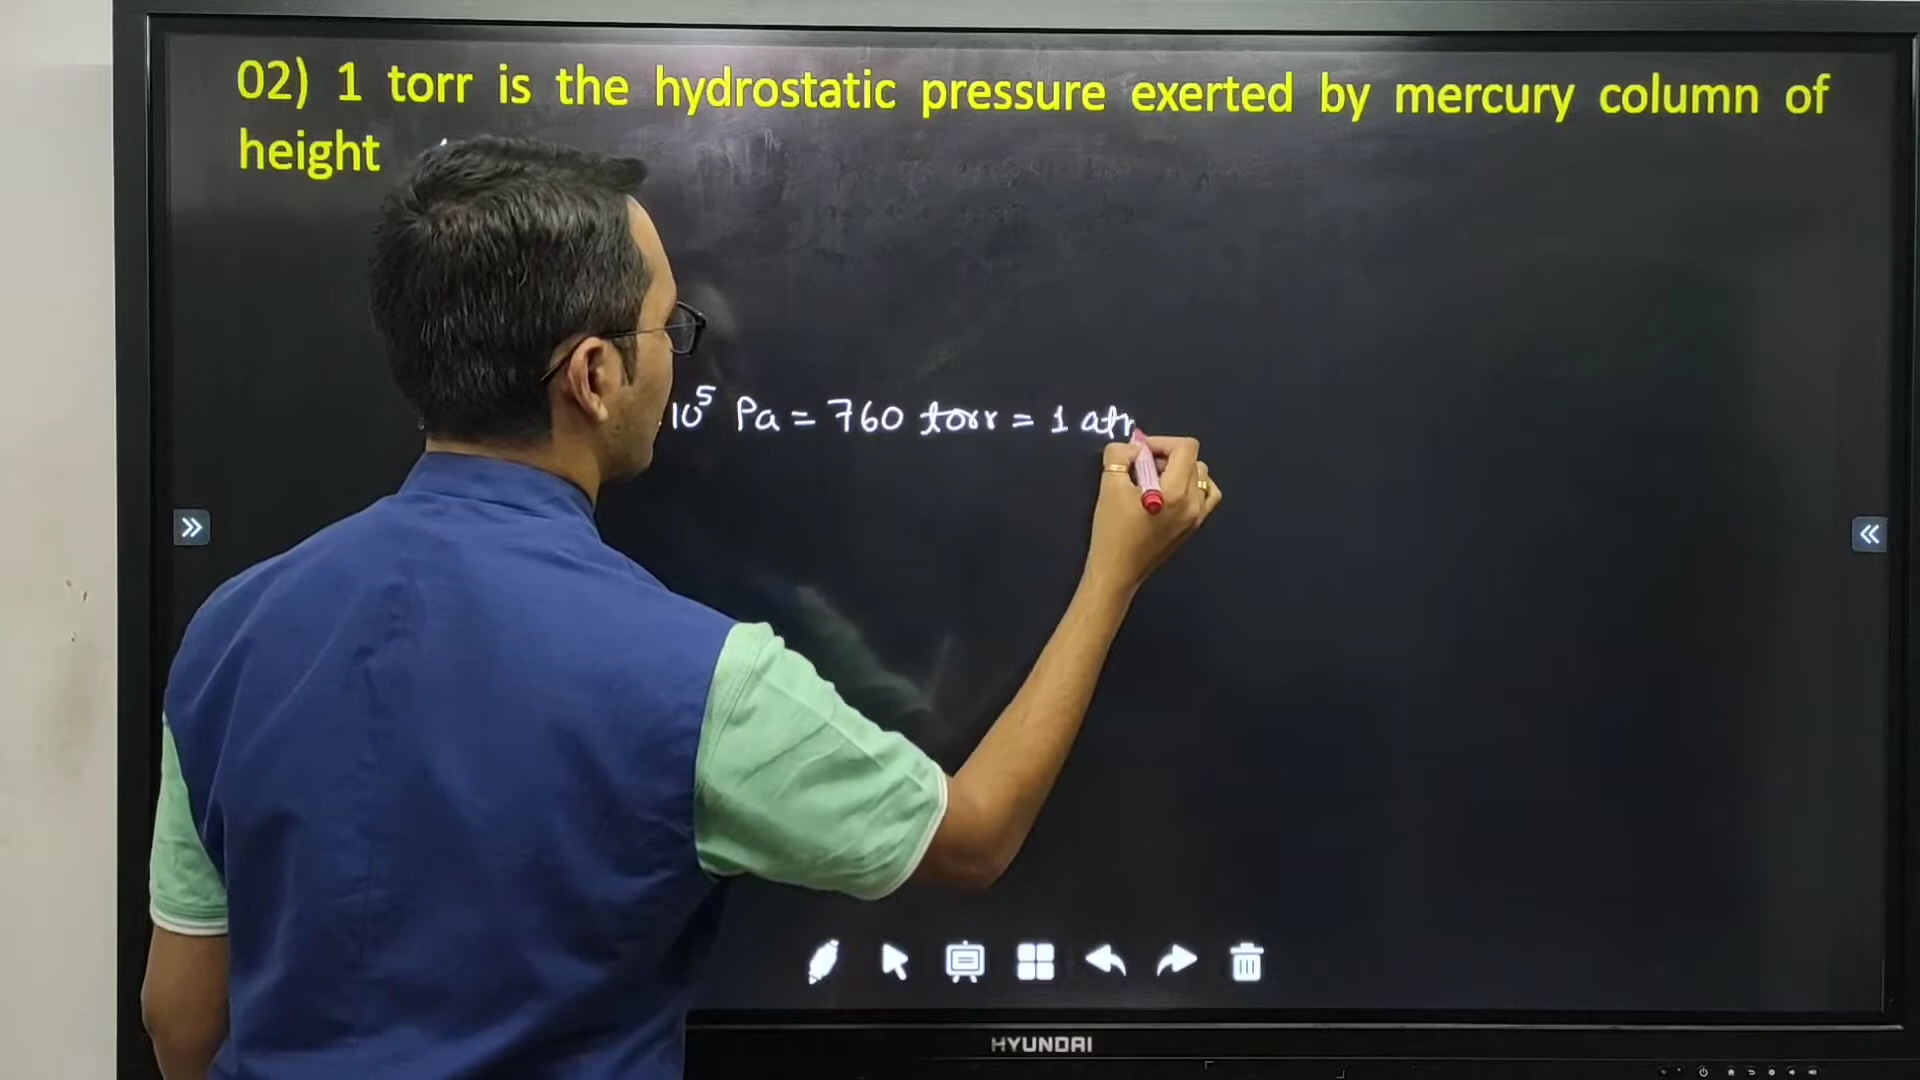 02) 1 torr is the hydrostatic pressure exerted by mercury column of
height
10⁵ Pa = 760 torr = 1
HYUNDAI